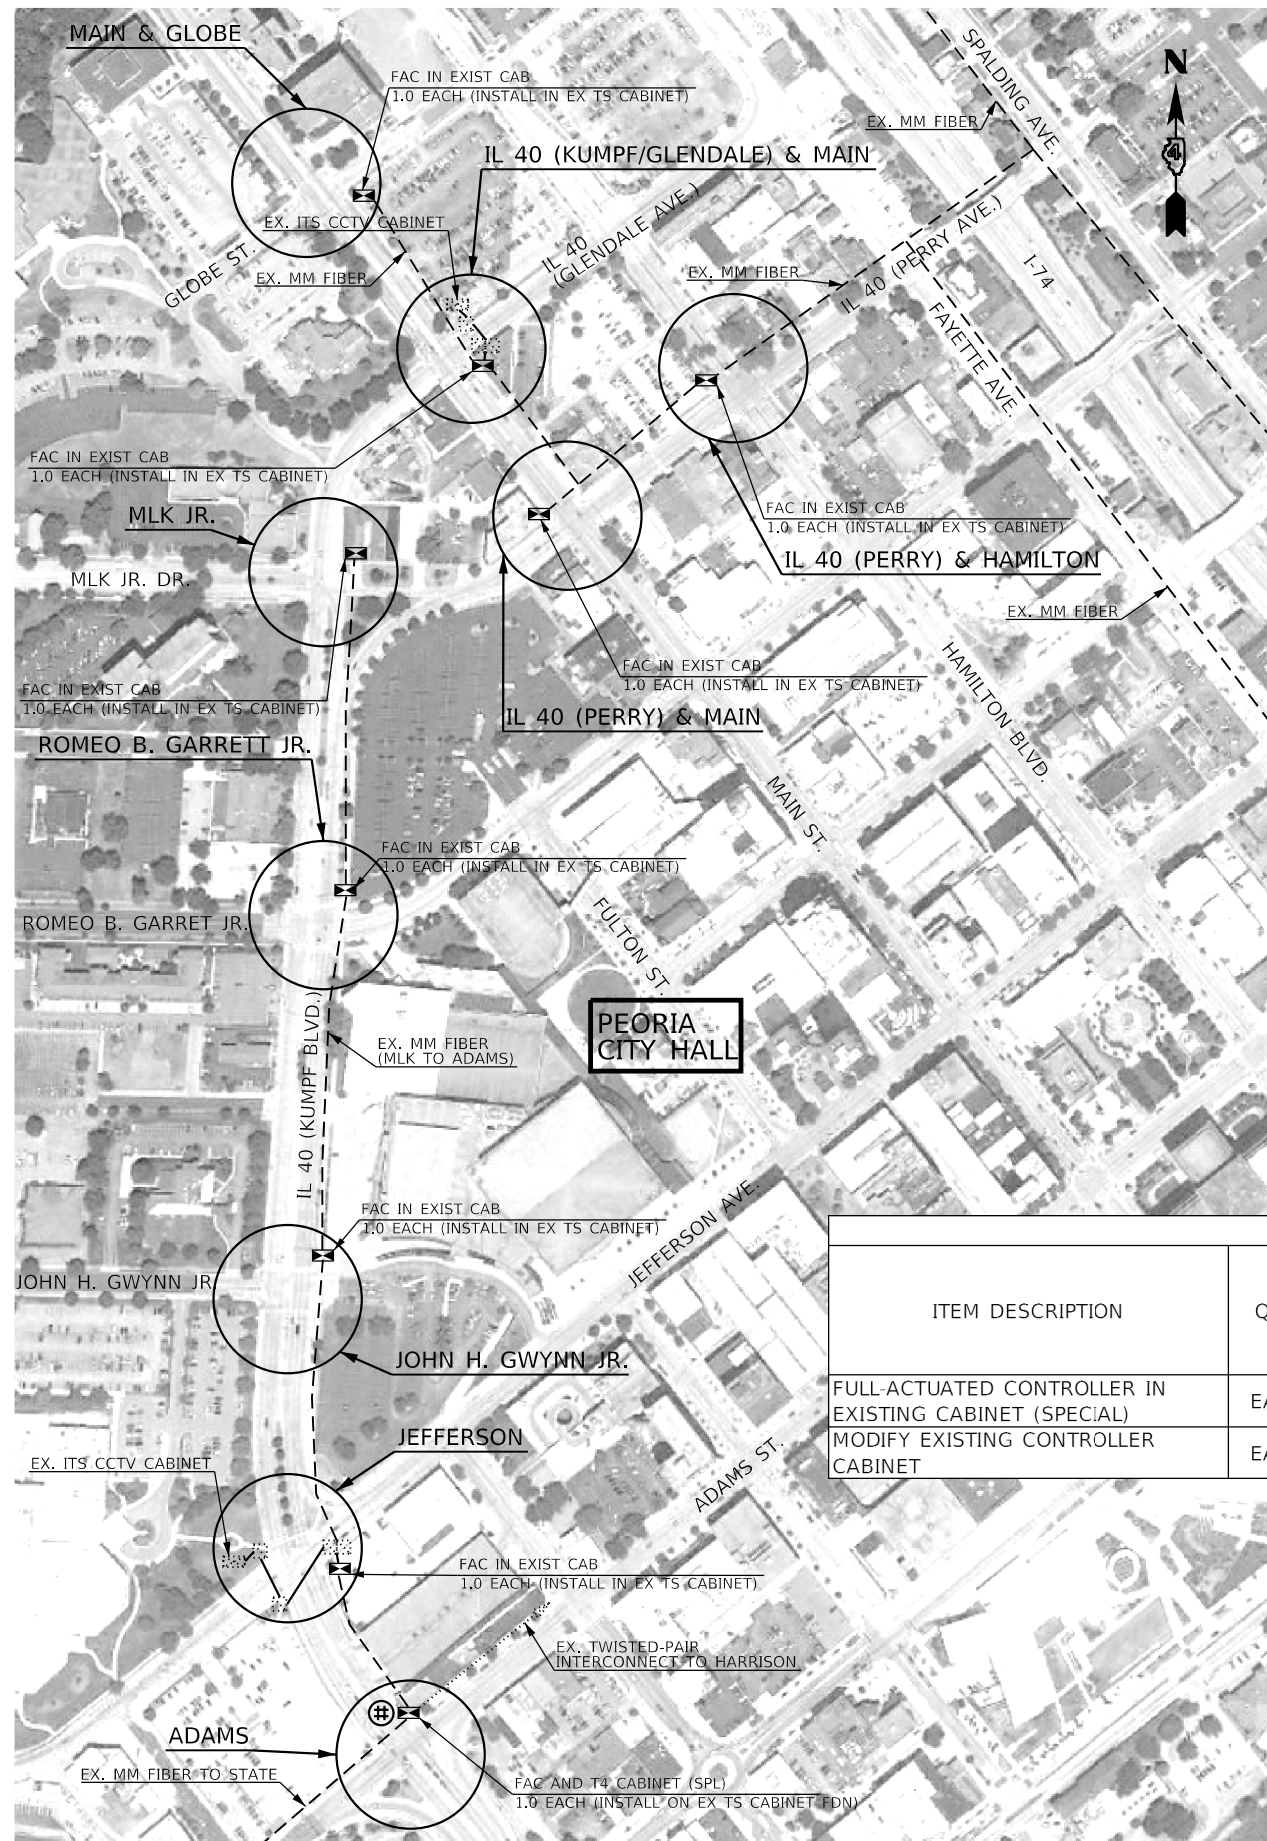 MAIN & GLOBE
FAC IN EXIST CAB
1.0 EACH (INSTALL IN EX TS CABINET)
SPALDING AVE.
N
4
EX. MM FIBER
IL 40 (KUMPF/GLENDALE) & MAIN
EX. ITS CCTV CABINET
IL 40
(GLENDALE AVE.)
GLOBE ST.
EX. MM FIBER
EX. MM FIBER
IL 40 (PERRY AVE.)
I-74
FAYETTE AVE.
FAC IN EXIST CAB
1.0 EACH (INSTALL IN EX TS CABINET)
MLK JR.
FAC IN EXIST CAB
1.0 EACH (INSTALL IN EX TS CABINET)
IL 40 (PERRY) & HAMILTON
MLK JR. DR.
EX. MM FIBER
FAC IN EXIST CAB
1.0 EACH (INSTALL IN EX TS CABINET)
HAMILTON BLVD.
FAC IN EXIST CAB
1.0 EACH (INSTALL IN EX TS CABINET)
IL 40 (PERRY) & MAIN
ROMEO B. GARRETT JR.
MAIN ST.
FAC IN EXIST CAB
1.0 EACH (INSTALL IN EX TS CABINET)
ROMEO B. GARRET JR.
FULTON ST.
PEORIA
CITY HALL
IL 40 (KUMPF BLVD.)
EX. MM FIBER
(MLK TO ADAMS)
FAC IN EXIST CAB
1.0 EACH (INSTALL IN EX TS CABINET)
JEFFERSON AVE.
JOHN H. GWYNN JR.
JOHN H. GWYNN JR.
ITEM DESCRIPTION
Q
FULL-ACTUATED CONTROLLER IN
EXISTING CABINET (SPECIAL)
EA
MODIFY EXISTING CONTROLLER
CABINET
EA
JEFFERSON
EX. ITS CCTV CABINET
ADAMS ST.
FAC IN EXIST CAB
1.0 EACH (INSTALL IN EX TS CABINET)
EX. TWISTED-PAIR
INTERCONNECT TO HARRISON
#
ADAMS
EX. MM FIBER TO STATE
FAC AND T4 CABINET (SPL)
1.0 EACH (INSTALL ON EX TS CABINET FDN)